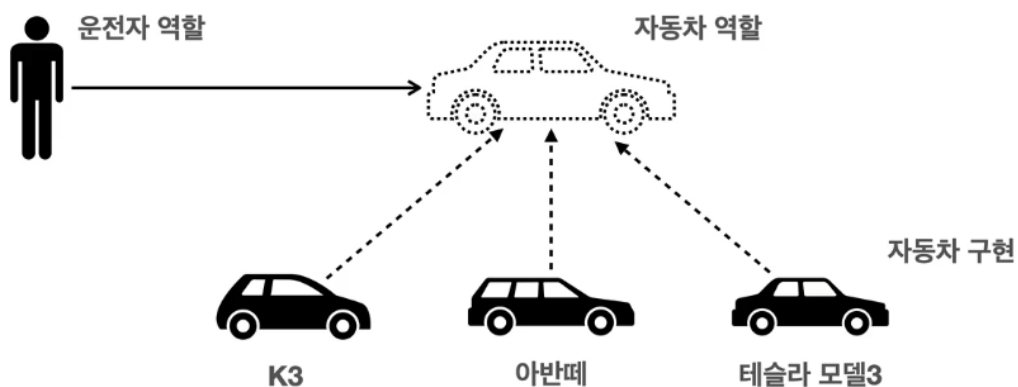 운전자 역할
자동차 역할
자동차 구현
K3
아반떼
테슬라 모델3